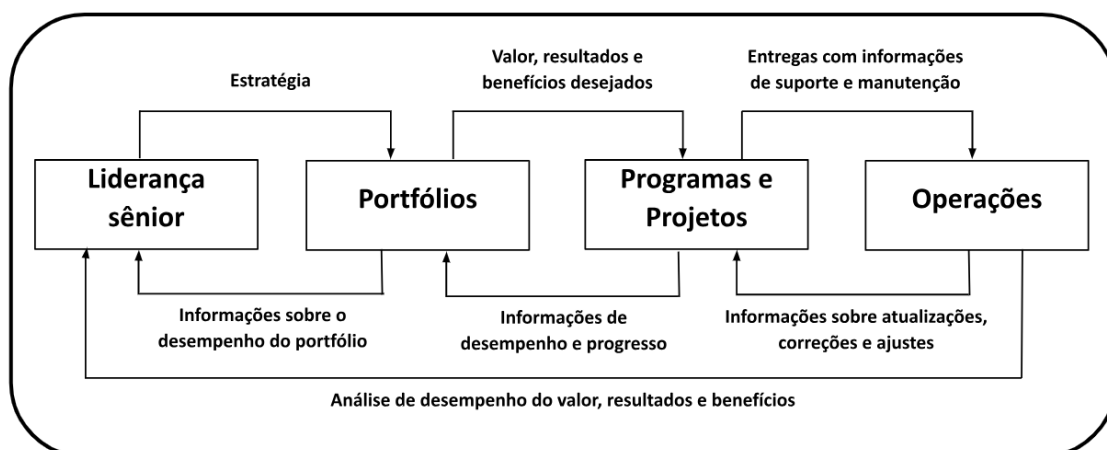 Estratégia
Valor, resultados e
benefícios desejados
Entregas com informações
de suporte e manutenção
Liderança
sênior
Portfólios
Programas e
Projetos
Operações
Informações sobre o
desempenho do portfólio
Informações de
desempenho e progresso
Informações sobre atualizações,
correções e ajustes
Análise de desempenho do valor, resultados e benefícios